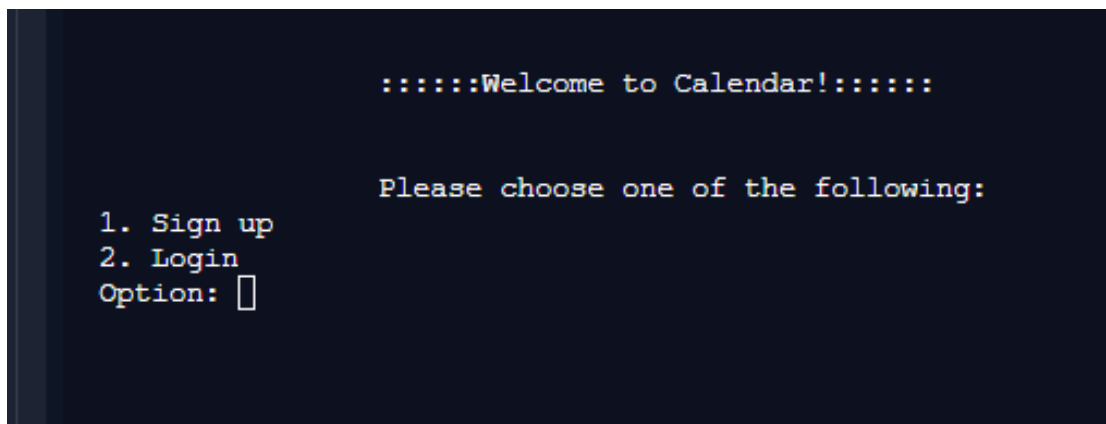 ::::::Welcome to Calendar!::::::
Please choose one of the following:
1. Sign up
2. Login
Option: